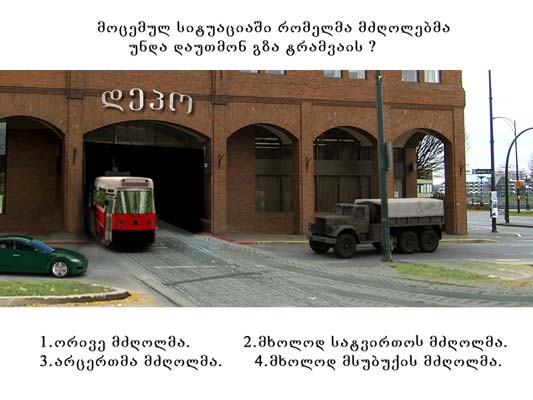 მოცემულ სიტუაციაში რომელმა მძღოლებმა
უნდა დაუთმონ გზა ტრამვაის ?
დეპო
1.ორივე მძღოლმა. 2.მხოლოდ სატვირთოს მძღოლმა.
3.არცერთმა მძღოლმა. 4.მხოლოდ მსუბუქის მძღოლმა.